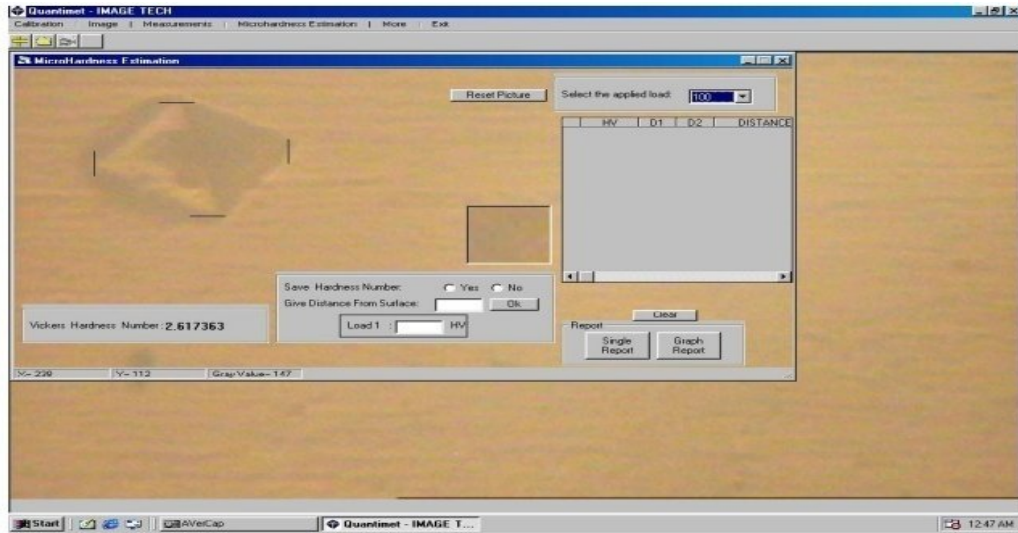 Quantimet - IMAGE TECH
Calibration Image | Measurements | Microhardness Estimation | More Exit
MicroHardness Estimation
Reset Picture
Select the applied load: 100
HV D1 D2 DISTANCE
Save Hardness Number: Yes No
Give Distance From Surface: Ok
Load 1 : HV
Vickers Hardness Number : 2.617363
Clear
Report
Single Report
Graph Report
X= 239 Y= 112 Gray Value= 147
Start AVerCap Quantimet - IMAGE T... 12:47 AM